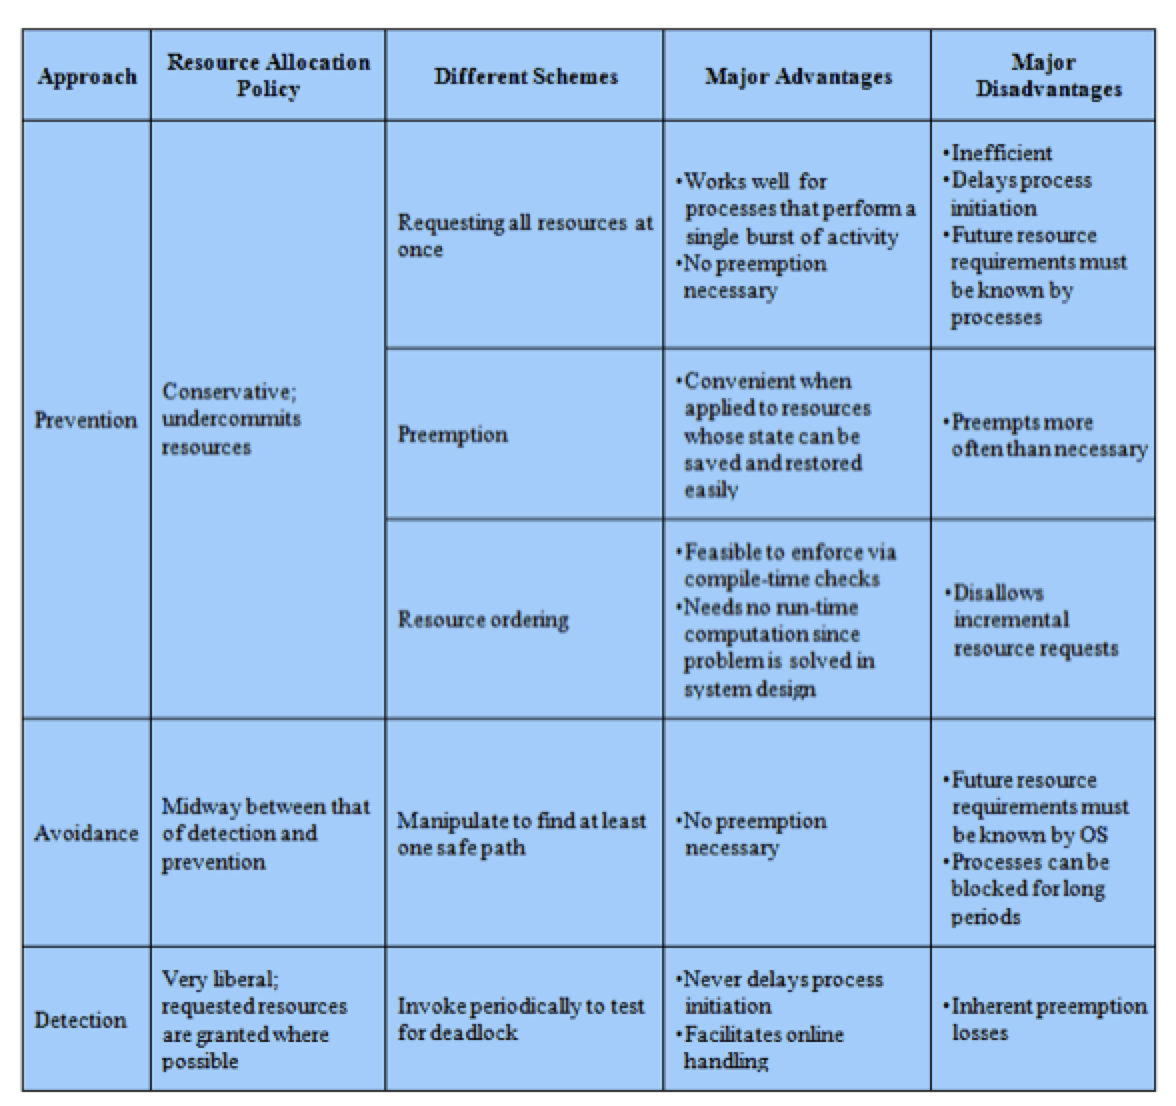 Approach
Resource Allocation
Policy
Different Schemes
Major Advantages
Major
Disadvantages
Prevention
Conservative;
undercommits
resources
Requesting all resources at
once
•Works well for
processes that perform a
single burst of activity
•No preemption
necessary
•Inefficient
•Delays process
initiation
•Future resource
requirements must
be known by
processes
Preemption
•Convenient when
applied to resources
whose state can be
saved and restored
easily
•Preempts more
often than necessary
Resource ordering
•Feasible to enforce via
compile-time checks
•Needs no run-time
computation since
problem is solved in
system design
•Disallows
incremental
resource requests
Avoidance
Midway between that
of detection and
prevention
Manipulate to find at least
one safe path
•No preemption
necessary
•Future resource
requirements must
be known by OS
•Processes can be
blocked for long
periods
Detection
Very liberal;
requested resources
are granted where
possible
Invoke periodically to test
for deadlock
•Never delays process
initiation
•Facilitates online
handling
•Inherent preemption
losses